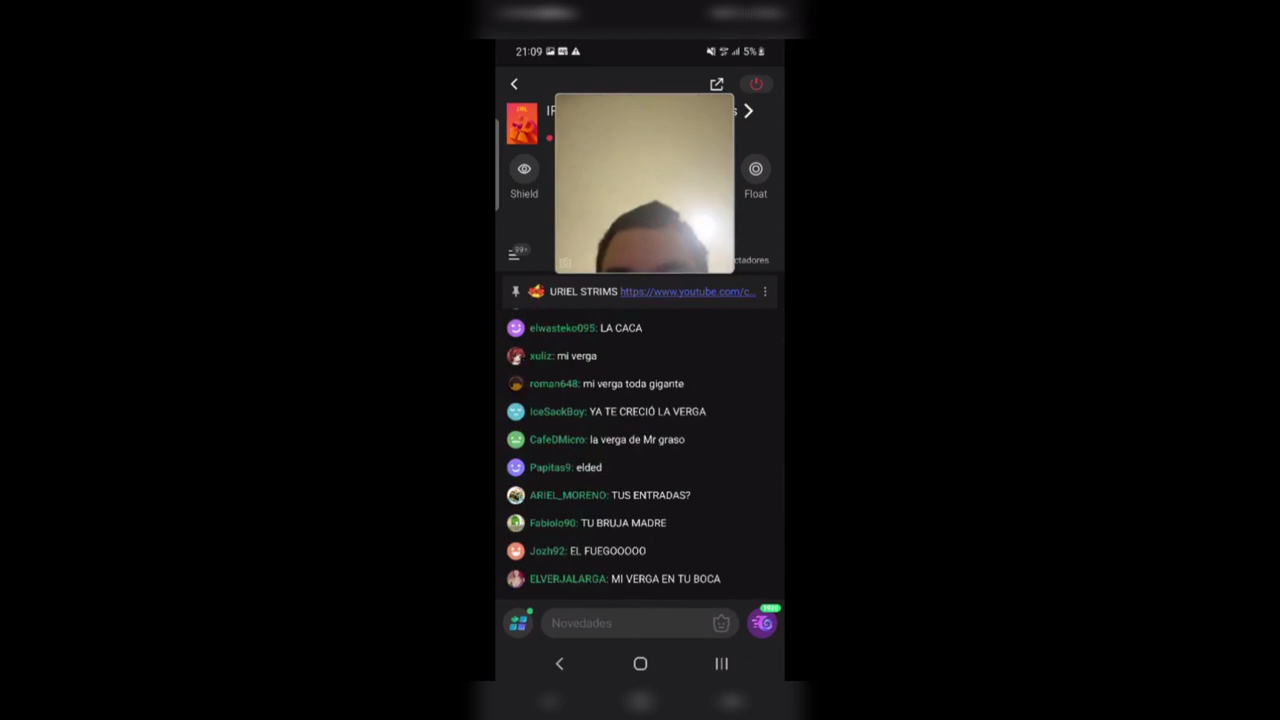 21:09
5%
IR
s
Shield
Float
99+
ctadores
URIEL STRIMS https://www.youtube.com/c...
elwasteko095: LA CACA
xuliz: mi verga
roman648: mi verga toda gigante
IceSackBoy: YA TE CRECIÓ LA VERGA
CafeDMicro: la verga de Mr graso
Papitas9: elded
ARIEL_MORENO: TUS ENTRADAS?
Fabiolo90: TU BRUJA MADRE
Jozh92: EL FUEGOOOOO
ELVERJALARGA: MI VERGA EN TU BOCA
Novedades